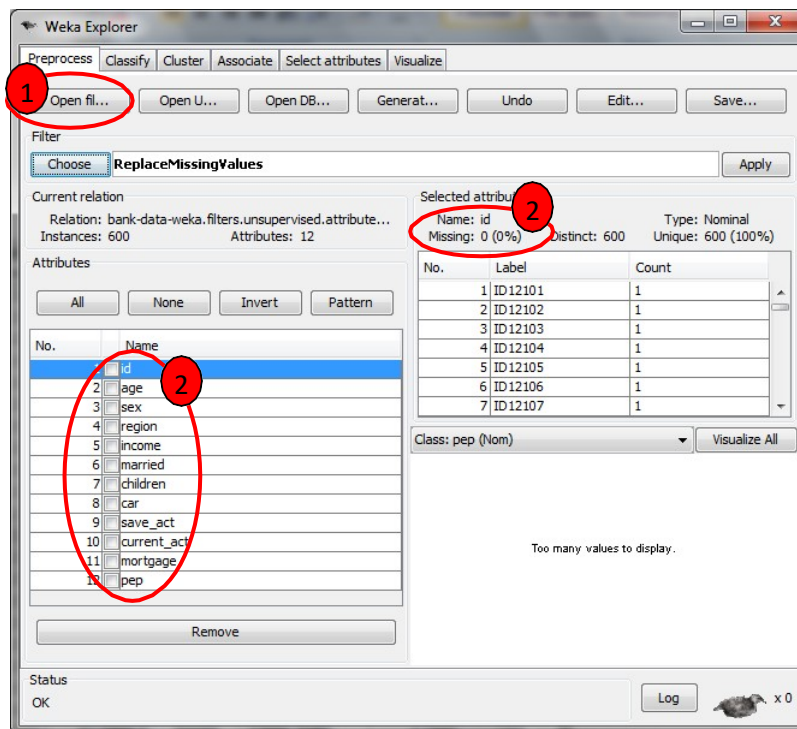 Weka Explorer
Preprocess Classify Cluster Associate Select attributes Visualize
1
Open fil... Open U... Open DB... Generat... Undo Edit... Save...
Filter
Choose ReplaceMissingValues Apply
Current relation
Relation: bank-data-weka.filters.unsupervised.attribute...
Instances: 600 Attributes: 12
Selected attribu
2
Name: id Type: Nominal
Missing: 0 (0%) Distinct: 600 Unique: 600 (100%)
Attributes
All None Invert Pattern
No. Name
1 id
2
2 age
3 sex
4 region
5 income
6 married
7 children
8 car
9 save_act
10 current_act
11 mortgage
12 pep
Remove
No. Label Count
1 ID12101 1
2 ID12102 1
3 ID12103 1
4 ID12104 1
5 ID12105 1
6 ID12106 1
7 ID12107 1
Class: pep (Nom) Visualize All
Too many values to display.
Status
OK
Log x 0